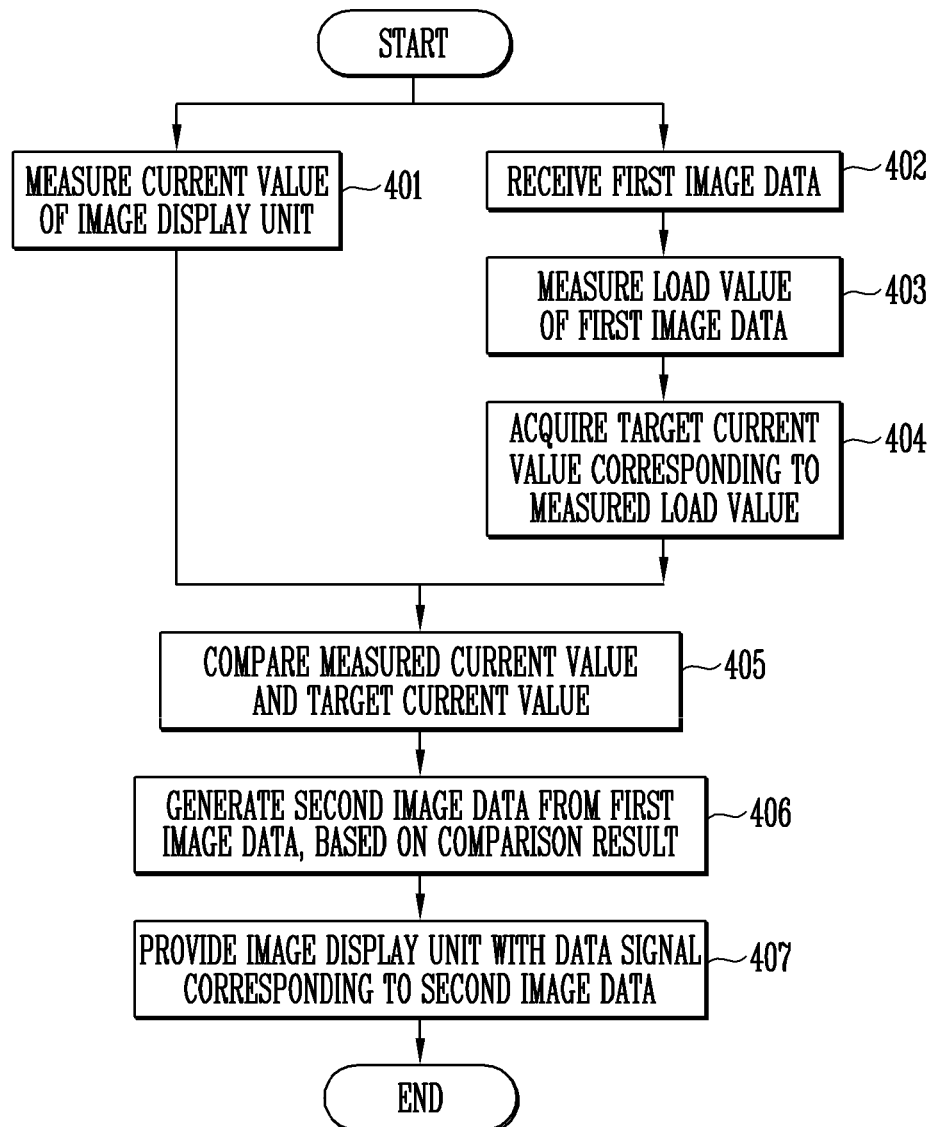 START
MEASURE CURRENT VALUE
OF IMAGE DISPLAY UNIT
401
RECEIVE FIRST IMAGE DATA
402
MEASURE LOAD VALUE
OF FIRST IMAGE DATA
403
ACQUIRE TARGET CURRENT
VALUE CORRESPONDING TO
MEASURED LOAD VALUE
404
COMPARE MEASURED CURRENT VALUE
AND TARGET CURRENT VALUE
405
GENERATE SECOND IMAGE DATA FROM FIRST
IMAGE DATA, BASED ON COMPARISON RESULT
406
PROVIDE IMAGE DISPLAY UNIT WITH DATA SIGNAL
CORRESPONDING TO SECOND IMAGE DATA
407
END